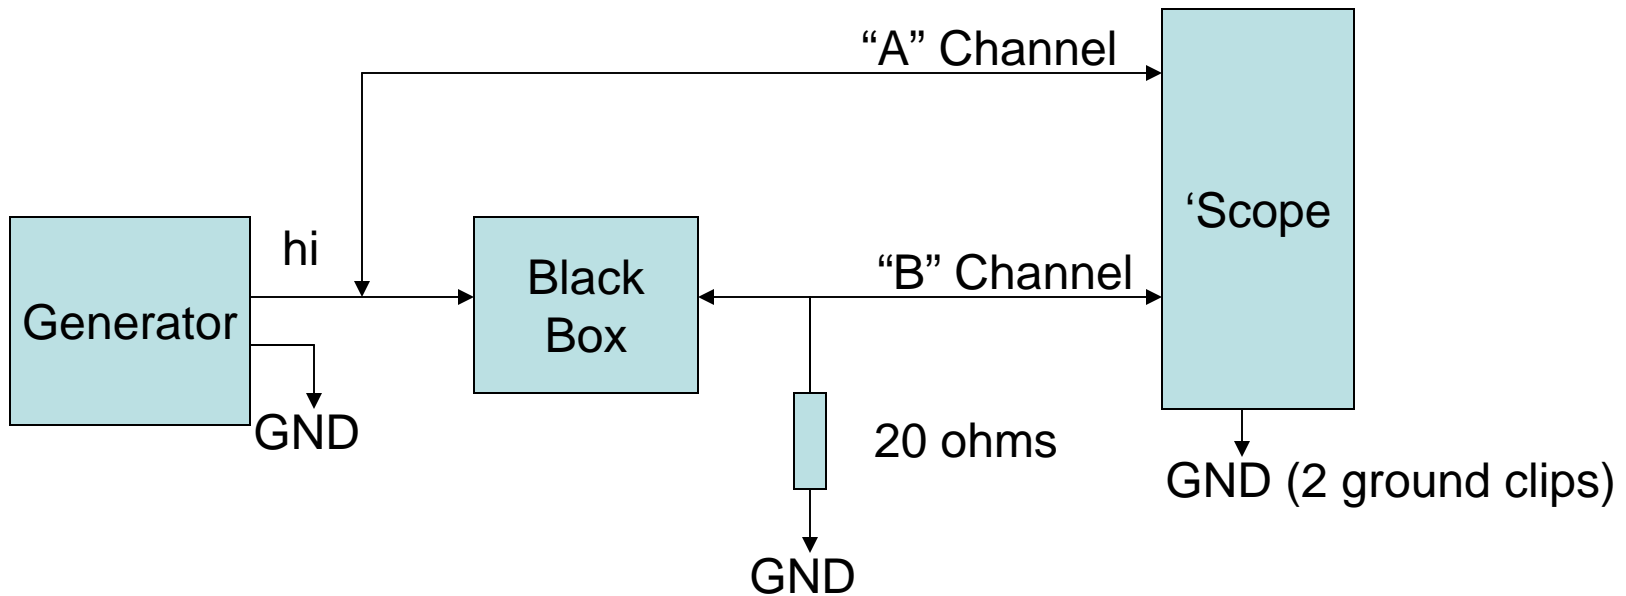 “A” Channel
‘Scope
hi
“B” Channel
Black
Box
Generator
GND
20 ohms
GND (2 ground clips)
GND